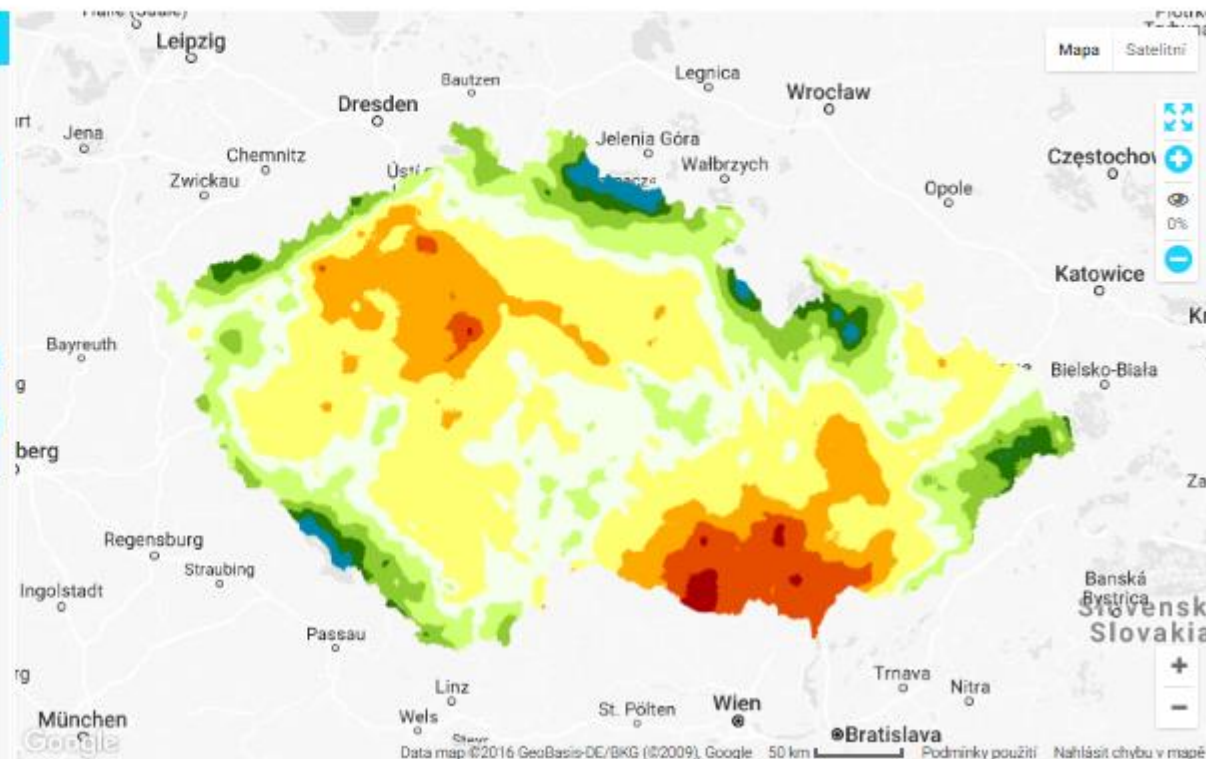 Leipzig
Mapa
Satelitní
Bautzen
Legnica
Wrocław
Dresden
Jena
Jelenia Góra
Chemnitz
Wałbrzych
Zwickau
Opole
0%
Katowice
Bayreuth
Bielsko-Biała
berg
Regensburg
Straubing
Ingolstadt
Banská
Bystrica
Slovensk
Slovakia
Passau
Trnava
Nitra
Linz
St. Pölten
Wien
Wels
München
Bratislava
Google
Data map ©2016 GeoBasis-DE/BKG (©2009), Google
50 km
Podmínky použití
Nahlásit chybu v mapě